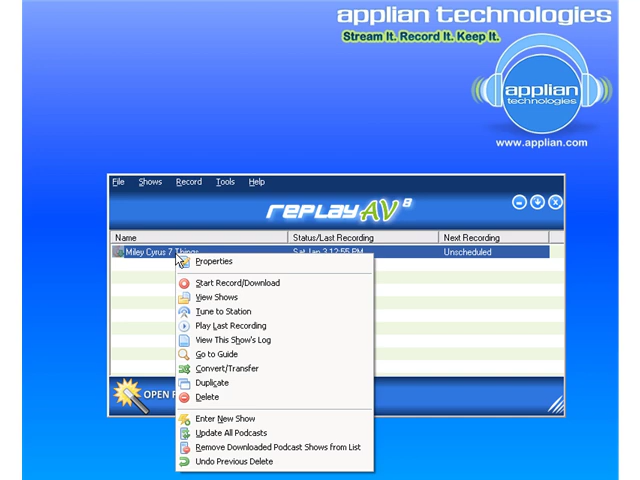 applian technologies
Stream It. Record It. Keep It.
applian
technologies
www.applian.com
File Shows Record Tools Help
RePLay AV 8
Name Status/Last Recording Next Recording
Miley Cyrus 7 Things Sat Jan 3 12:55 PM Unscheduled
Properties
Start Record/Download
View Shows
Tune to Station
Play Last Recording
View This Show's Log
Go to Guide
Convert/Transfer
Duplicate
Delete
OPEN
Enter New Show
Update All Podcasts
Remove Downloaded Podcast Shows from List
Undo Previous Delete